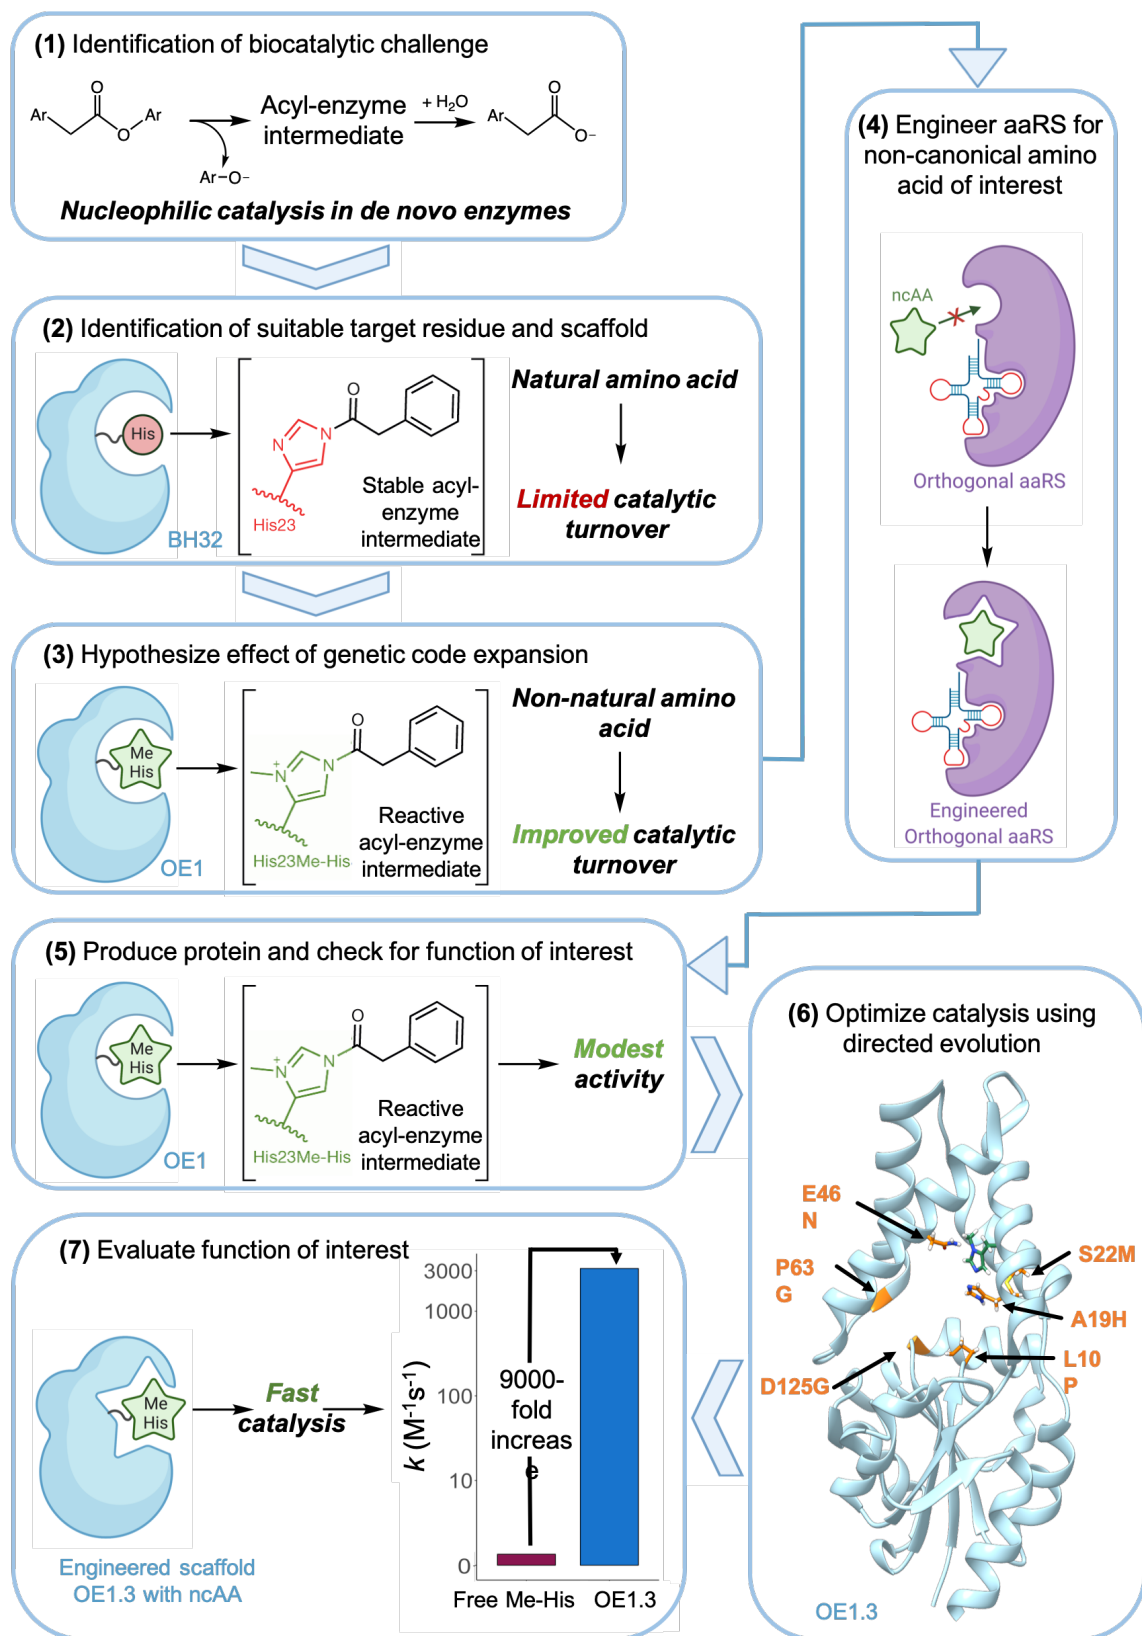 (1) Identification of biocatalytic challenge
Ar
O
O
Ar
Ar–O−
Acyl-enzyme
intermediate
+ H₂O
Ar
O
O−
Nucleophilic catalysis in de novo enzymes
(2) Identification of suitable target residue and scaffold
His
BH32
O
N
N
His23
Stable acyl-
enzyme
intermediate
Natural amino acid
Limited catalytic
turnover
(3) Hypothesize effect of genetic code expansion
Me
His
OE1
O
N
+
N
His23Me-His
Reactive
acyl-enzyme
intermediate
Non-natural amino
acid
Improved catalytic
turnover
(4) Engineer aaRS for
non-canonical amino
acid of interest
ncAA
Orthogonal aaRS
Engineered
Orthogonal aaRS
(5) Produce protein and check for function of interest
Me
His
OE1
O
N
+
N
His23Me-His
Reactive
acyl-enzyme
intermediate
Modest
activity
(6) Optimize catalysis using
directed evolution
E46
N
P63
G
S22M
A19H
L10
P
D125G
OE1.3
(7) Evaluate function of interest
Me
His
Engineered scaffold
OE1.3 with ncAA
Fast
catalysis
k (M⁻¹s⁻¹)
3000
1000
100
10
0
9000-
fold
increas
e
Free Me-His
OE1.3